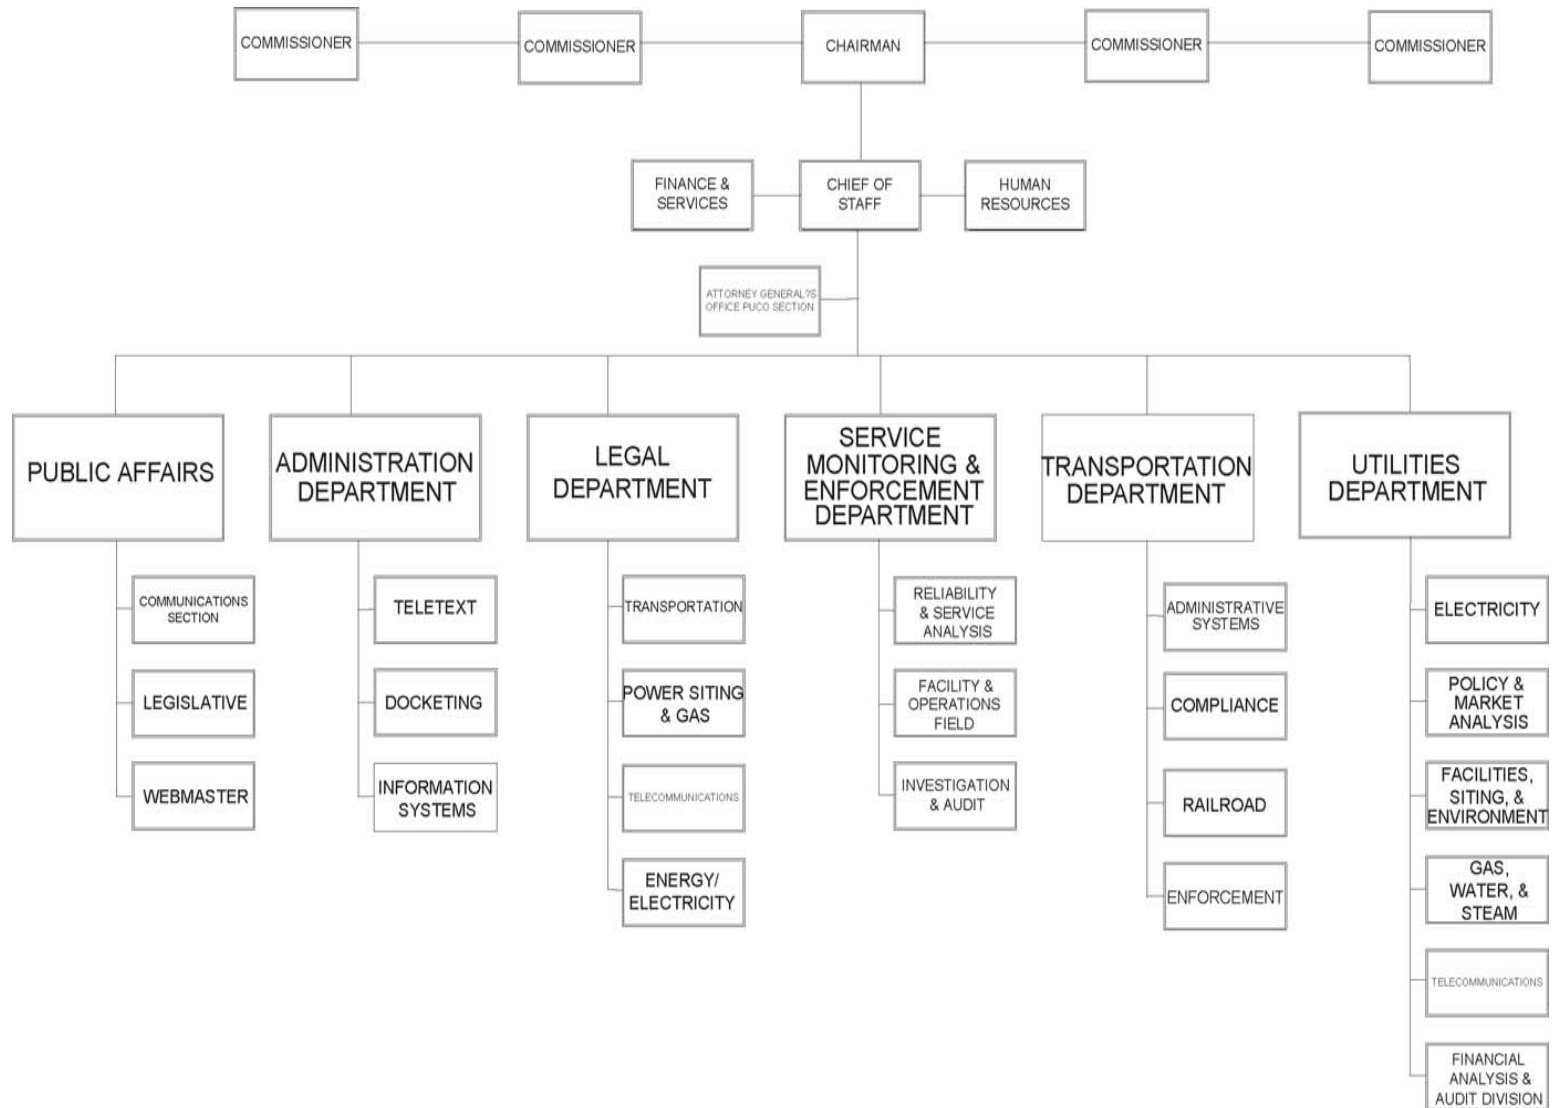 COMMISSIONER
COMMISSIONER
CHAIRMAN
COMMISSIONER
COMMISSIONER
FINANCE &
SERVICES
CHIEF OF
STAFF
HUMAN
RESOURCES
ATTORNEY GENERAL?S
OFFICE PUCO SECTION
PUBLIC AFFAIRS
ADMINISTRATION
DEPARTMENT
LEGAL
DEPARTMENT
SERVICE
MONITORING &
ENFORCEMENT
DEPARTMENT
TRANSPORTATION
DEPARTMENT
UTILITIES
DEPARTMENT
COMMUNICATIONS
SECTION
LEGISLATIVE
WEBMASTER
TELETEXT
DOCKETING
INFORMATION
SYSTEMS
TRANSPORTATION
POWER SITING
& GAS
TELECOMMUNICATIONS
ENERGY/
ELECTRICITY
RELIABILITY
& SERVICE
ANALYSIS
FACILITY &
OPERATIONS
FIELD
INVESTIGATION
& AUDIT
ADMINISTRATIVE
SYSTEMS
COMPLIANCE
RAILROAD
ENFORCEMENT
ELECTRICITY
POLICY &
MARKET
ANALYSIS
FACILITIES,
SITING, &
ENVIRONMENT
GAS,
WATER, &
STEAM
TELECOMMUNICATIONS
FINANCIAL
ANALYSIS &
AUDIT DIVISION